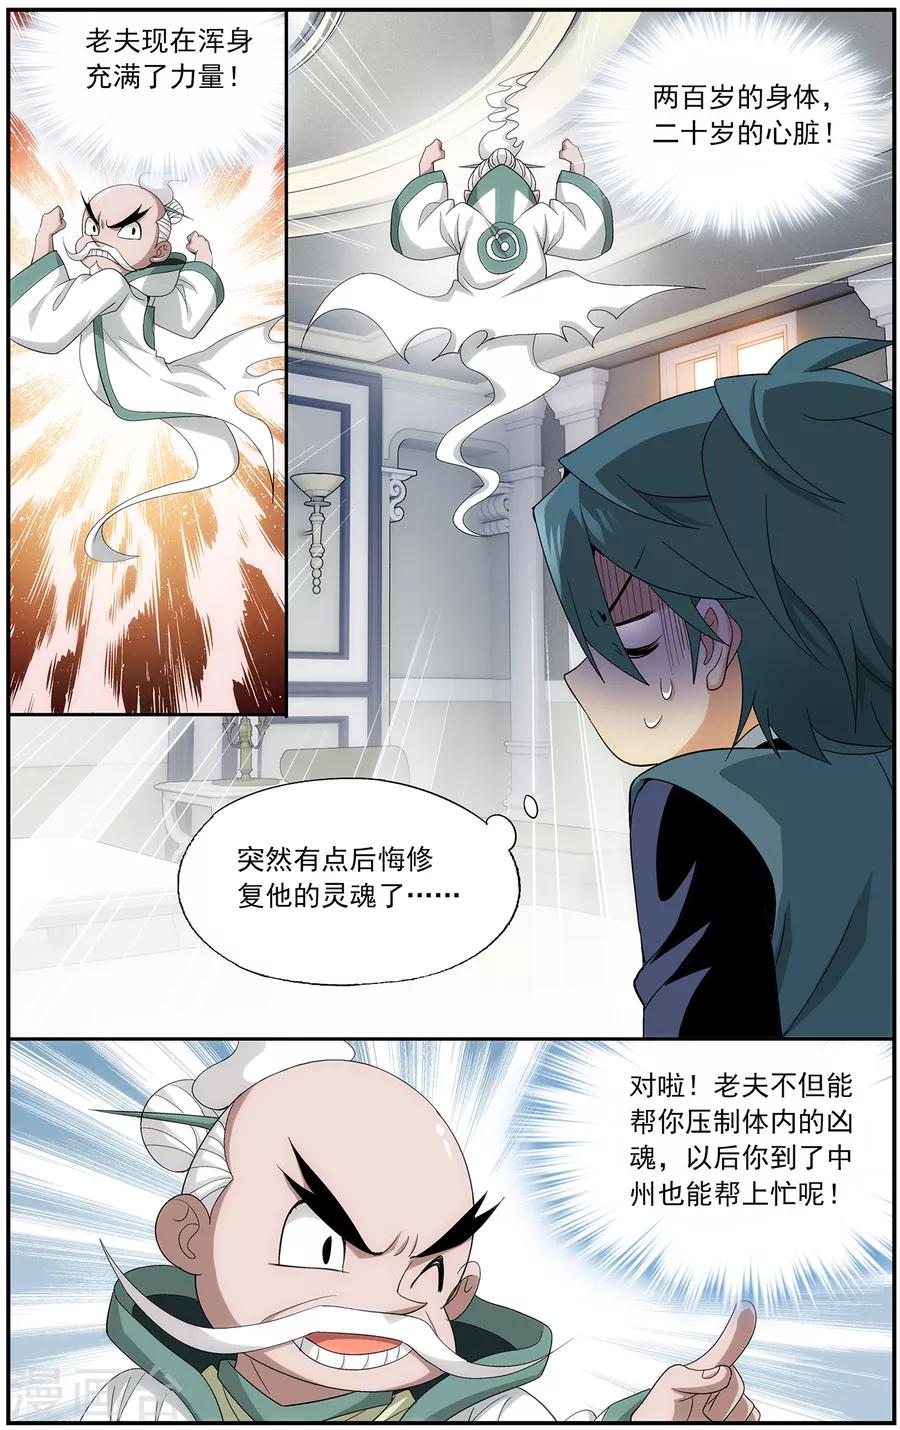 老夫现在浑身
充满了力量！
两百岁的身体，
二十岁的心脏！
突然有点后悔修
复他的灵魂了……
对啦！老夫不但能
帮你压制体内的凶
魂，以后你到了中
州也能帮上忙呢！
漫画台